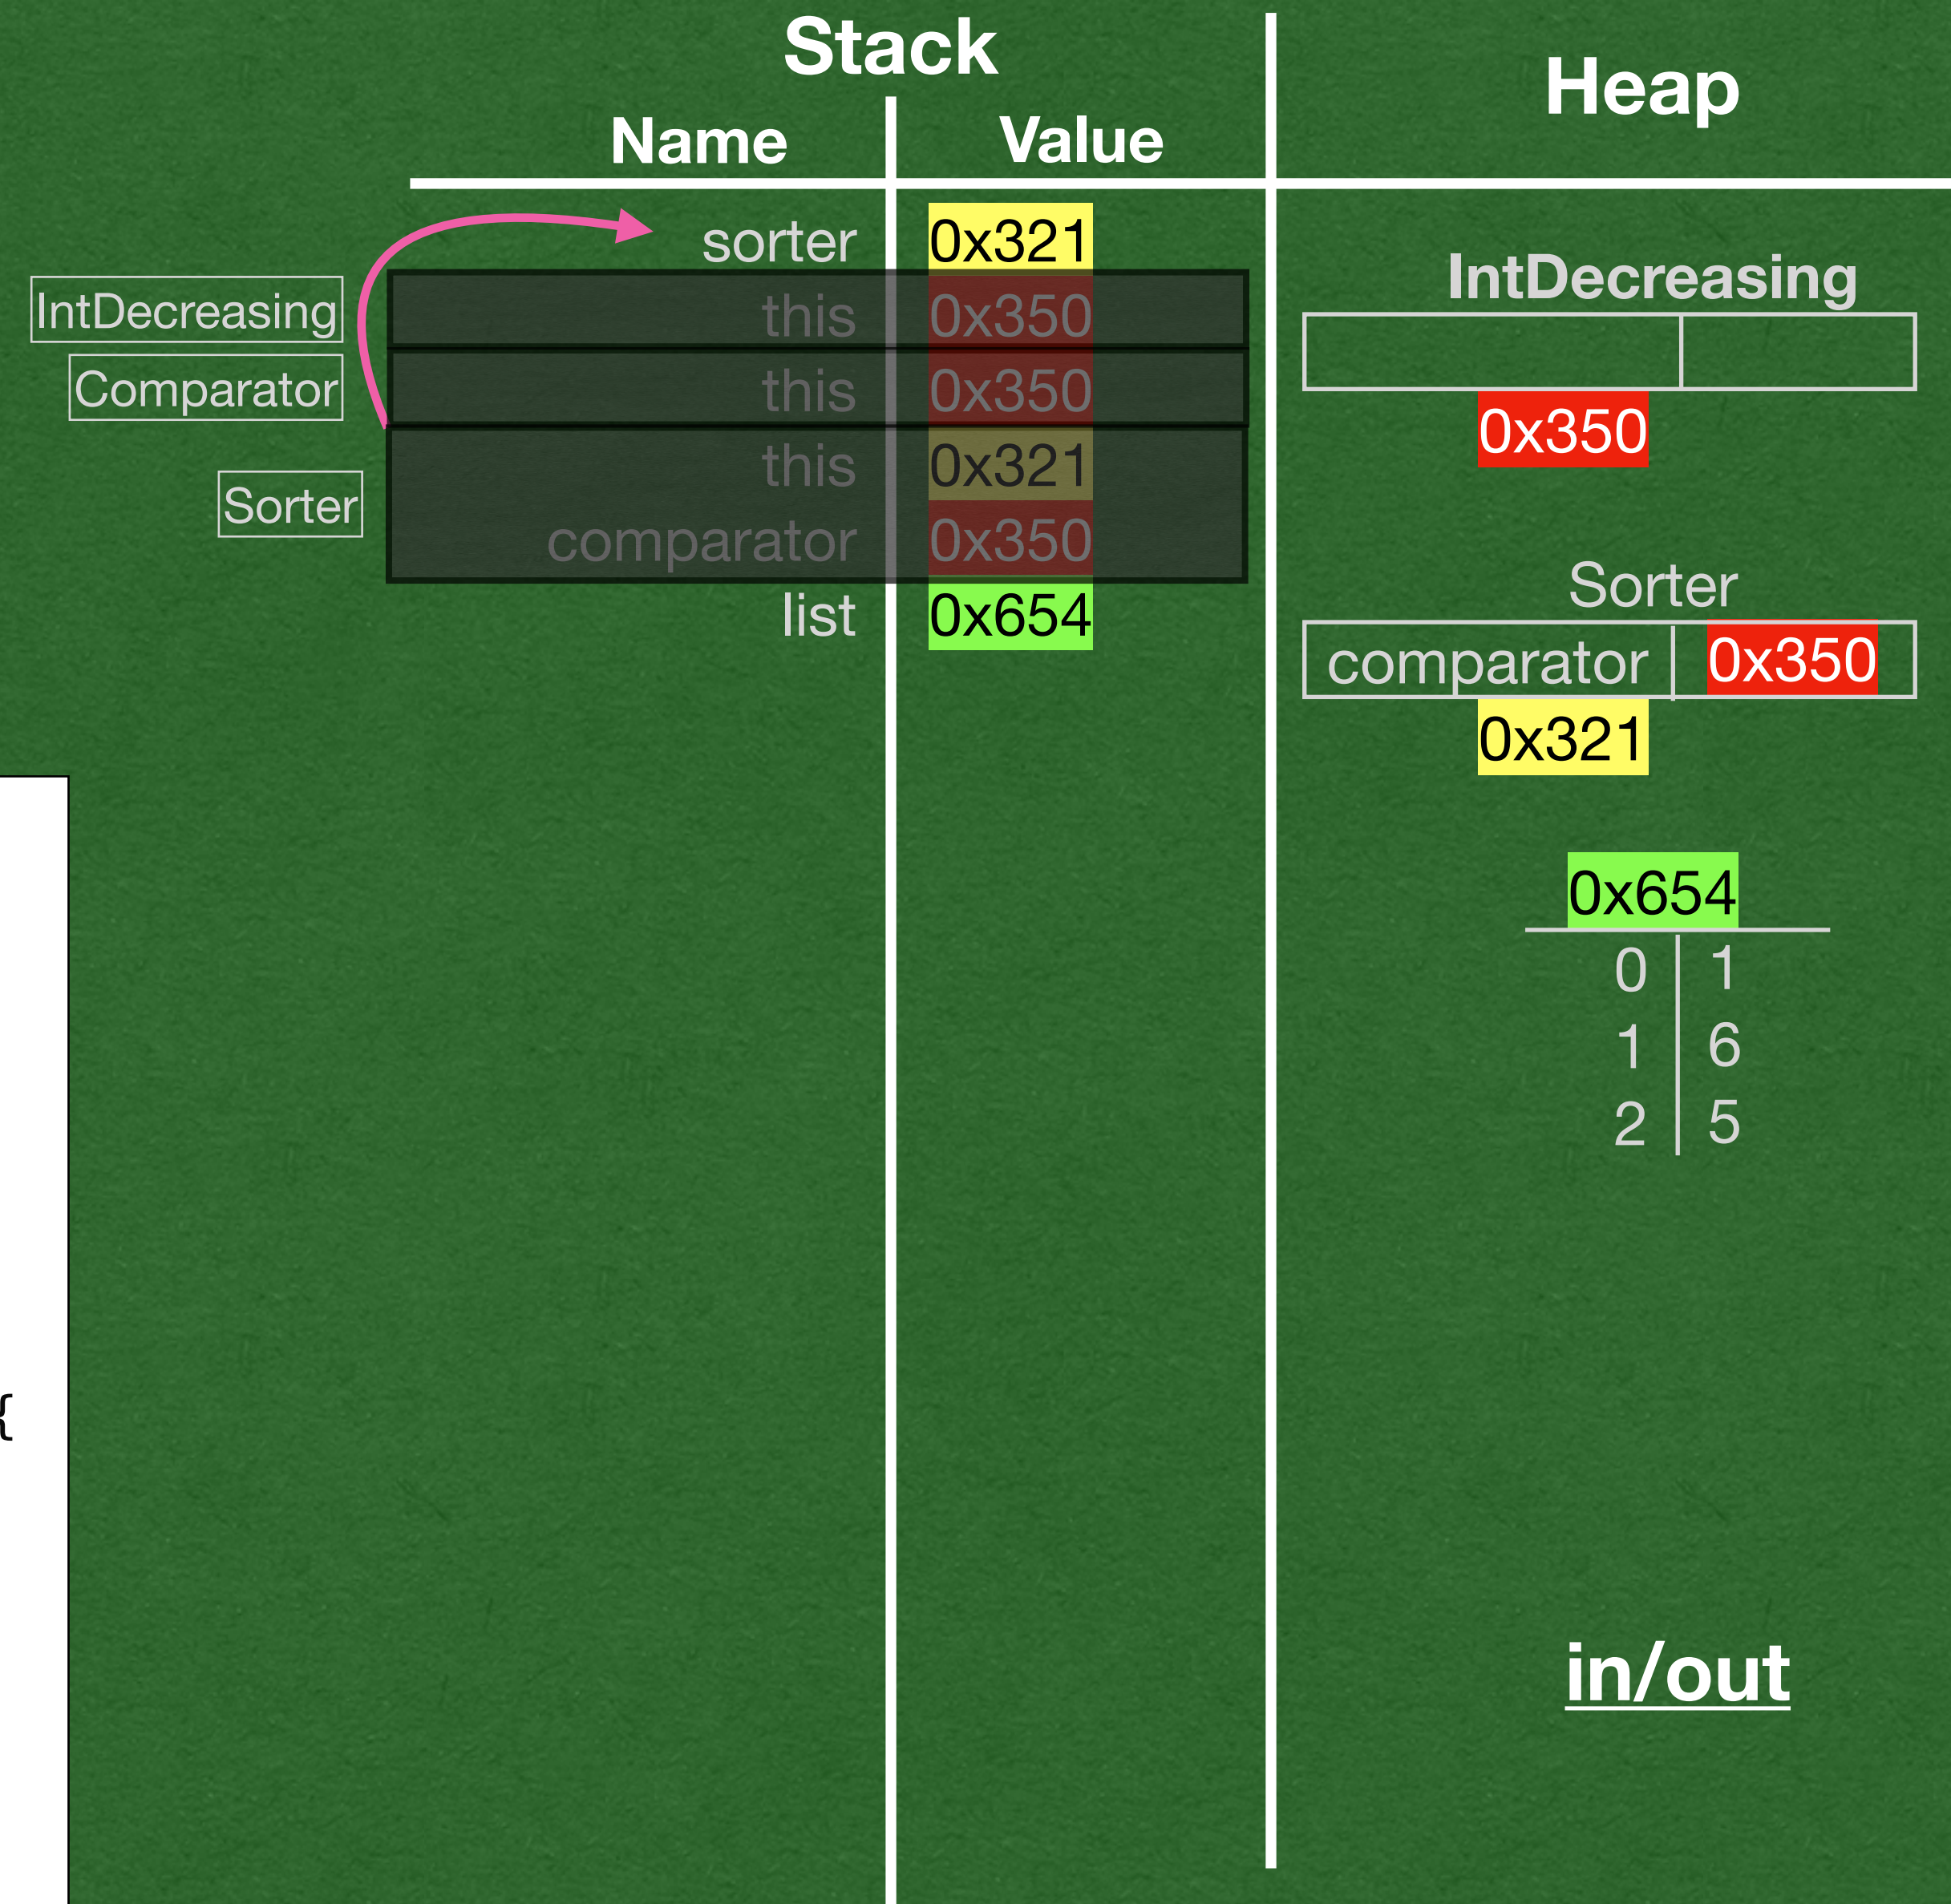 Stack
Heap
Name Value
sorter 0x321
IntDecreasing this 0x350
Comparator this 0x350
this 0x321
Sorter
comparator 0x350
list 0x654
IntDecreasing
0x350
Sorter
comparator 0x350
0x321
0x654
0 1
1 6
2 5
{
in/out